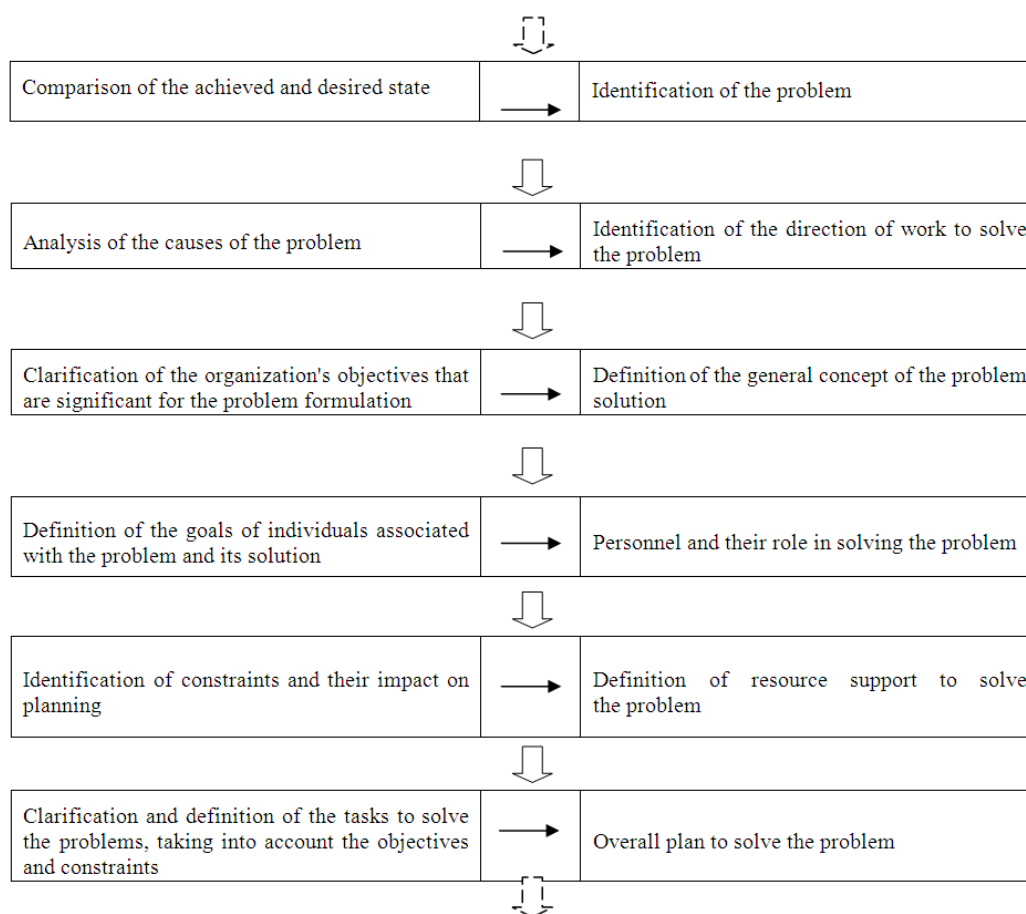 Comparison of the achieved and desired state
Identification of the problem
Analysis of the causes of the problem
Identification of the direction of work to solve
the problem
Clarification of the organization's objectives that
are significant for the problem formulation
Definition of the general concept of the problem
solution
Definition of the goals of individuals associated
with the problem and its solution
Personnel and their role in solving the problem
Identification of constraints and their impact on
planning
Definition of resource support to solve
the problem
Clarification and definition of the tasks to solve
the problems, taking into account the objectives
and constraints
Overall plan to solve the problem